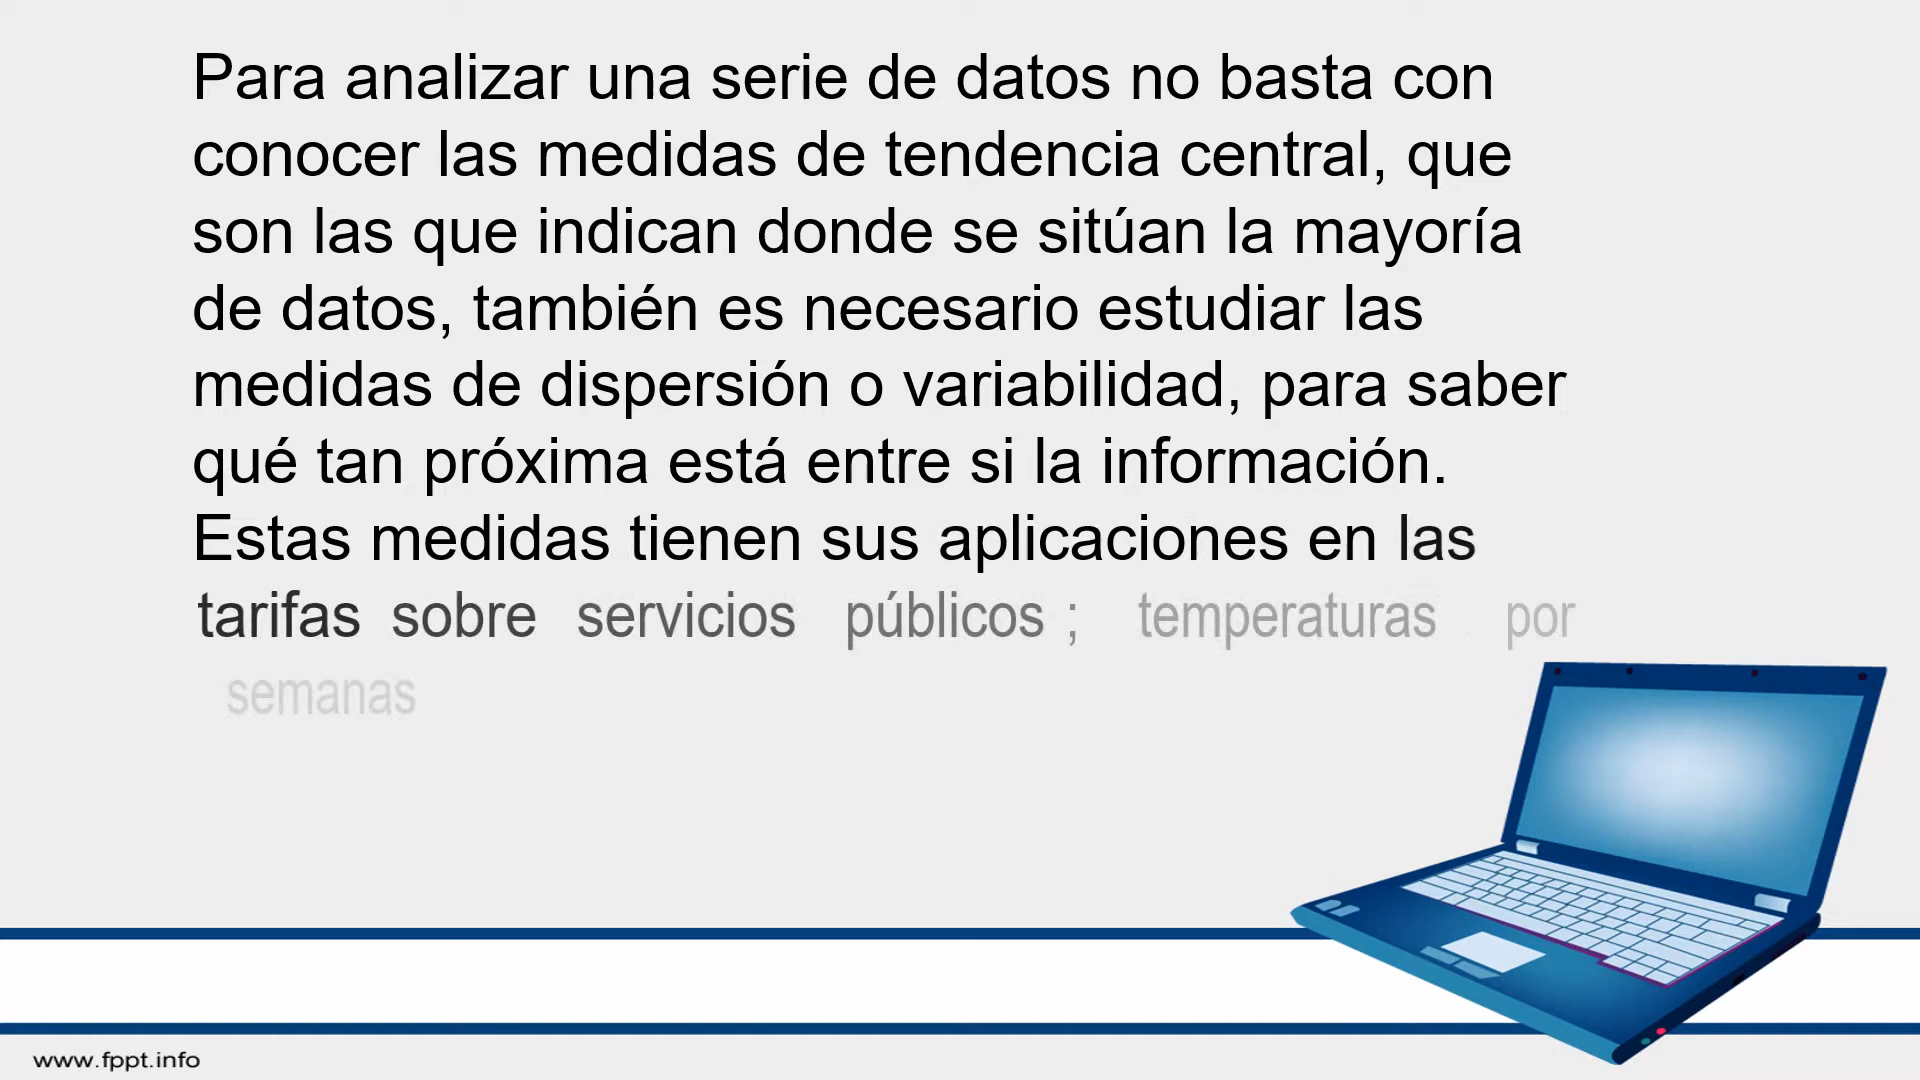 Para analizar una serie de datos no basta con
conocer las medidas de tendencia central, que
son las que indican donde se sitúan la mayoría
de datos, también es necesario estudiar las
medidas de dispersión o variabilidad, para saber
qué tan próxima está entre si la información.
Estas medidas tienen sus aplicaciones en las
tarifas sobre servicios públicos ; temperaturas por
semanas
www.fppt.info